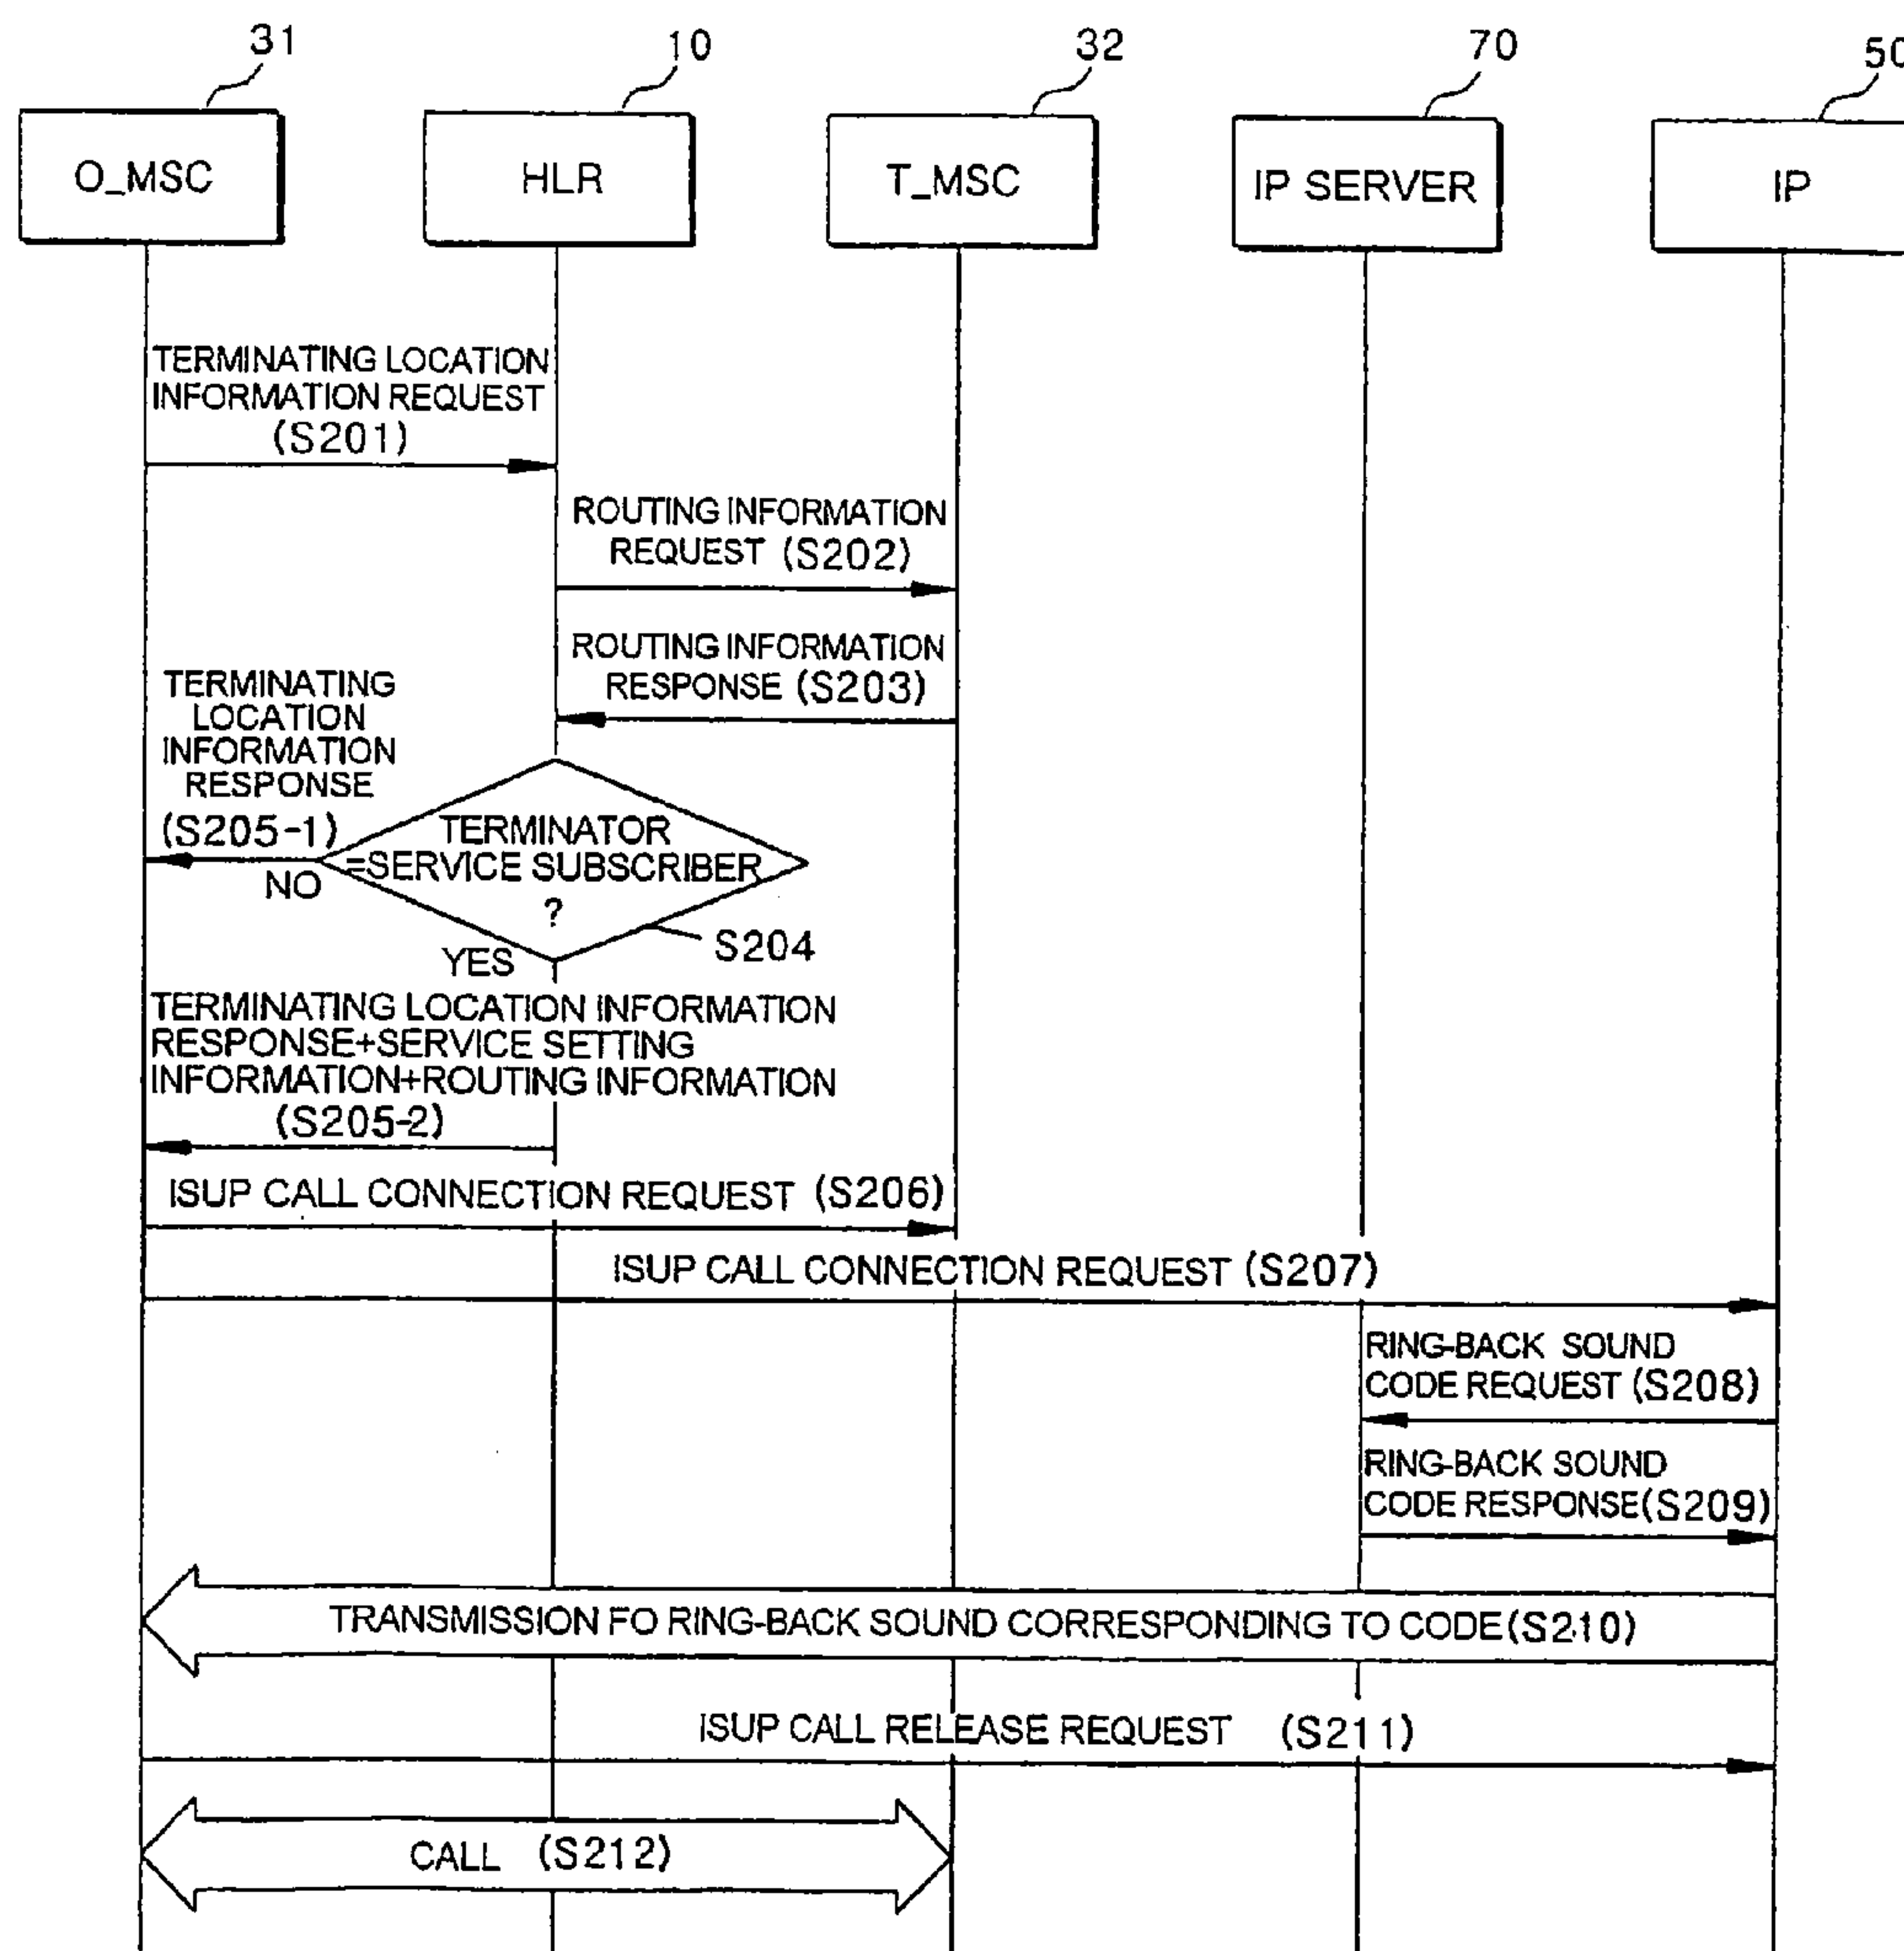 31
10
32
70
50
O_MSC
HLR
T_MSC
IP SERVER
IP
TERMINATING LOCATION
INFORMATION REQUEST
(S201)
ROUTING INFORMATION
REQUEST (S202)
ROUTING INFORMATION
RESPONSE (S203)
TERMINATING
LOCATION
INFORMATION
RESPONSE
(S205-1)
NO
TERMINATOR
=SERVICE SUBSCRIBER
?
S204
YES
TERMINATING LOCATION INFORMATION
RESPONSE+SERVICE SETTING
INFORMATION+ROUTING INFORMATION
(S205-2)
ISUP CALL CONNECTION REQUEST (S206)
ISUP CALL CONNECTION REQUEST (S207)
RING-BACK SOUND
CODE REQUEST (S208)
RING-BACK SOUND
CODE RESPONSE(S209)
TRANSMISSION FO RING-BACK SOUND CORRESPONDING TO CODE(S210)
ISUP CALL RELEASE REQUEST (S211)
CALL (S212)